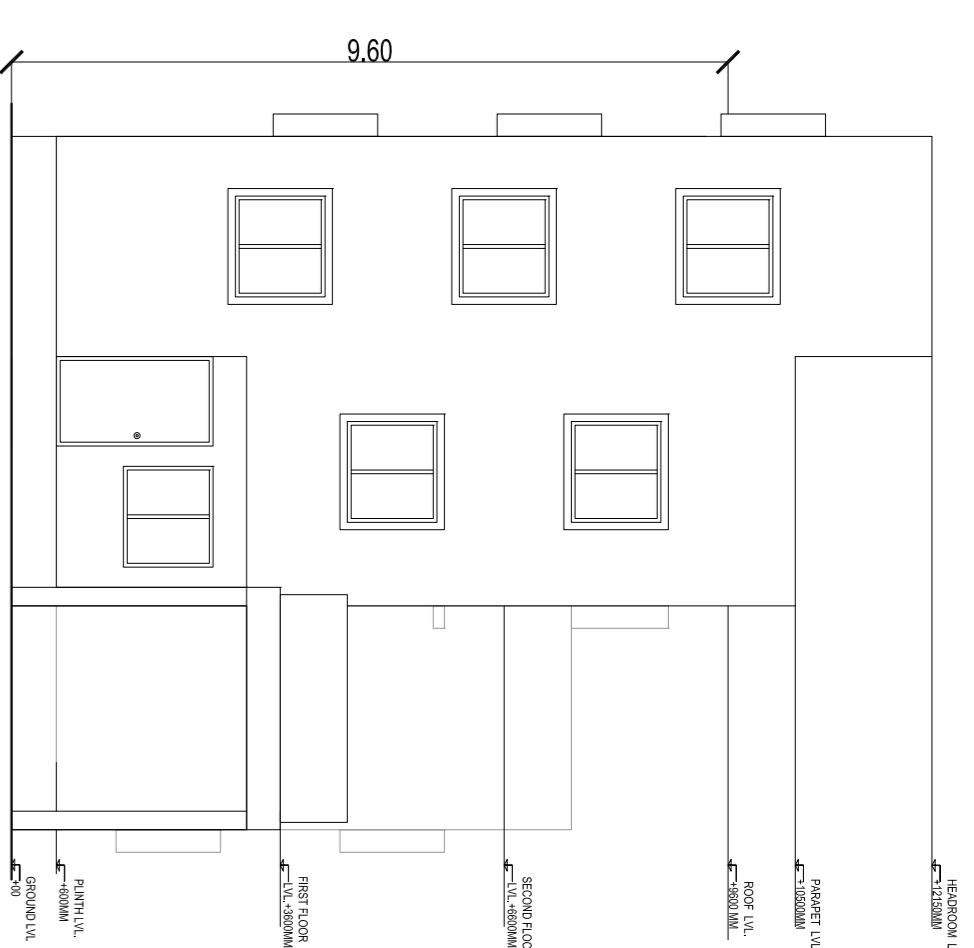 9.60
HEADROOM L
+12150MM
PARAPET LVL
+10500MM
ROOF LVL.
+9600 MM
SECOND FLOO
LVL. +6600MM
FIRST FLOOR
LVL. +3600MM
PLINTH LVL.
+600MM
GROUND LVL
+00